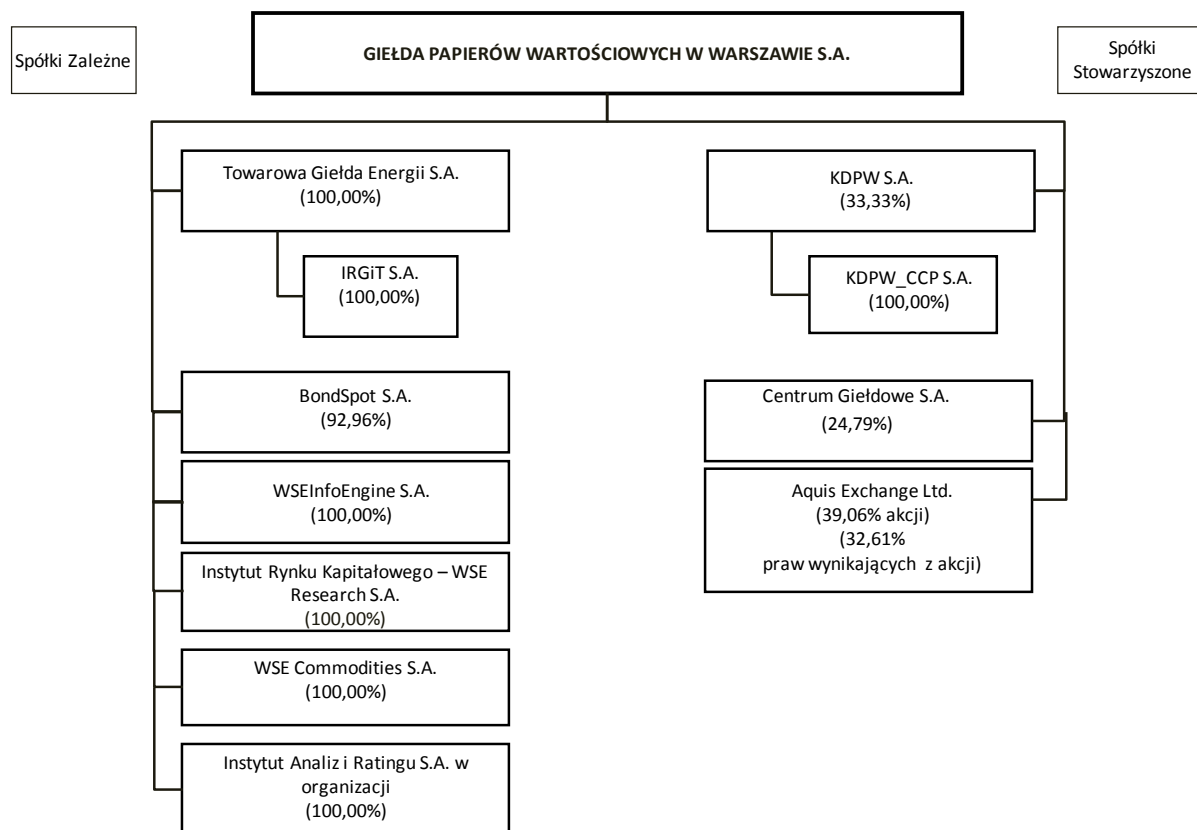 Spółki Zależne
GIEŁDA PAPIERÓW WARTOŚCIOWYCH W WARSZAWIE S.A.
Spółki
Stowarzyszone
Towarowa Giełda Energii S.A.
(100,00%)
IRGiT S.A.
(100,00%)
BondSpot S.A.
(92,96%)
WSEInfoEngine S.A.
(100,00%)
Instytut Rynku Kapitałowego – WSE
Research S.A.
(100,00%)
WSE Commodities S.A.
(100,00%)
Instytut Analiz i Ratingu S.A. w
organizacji
(100,00%)
KDPW S.A.
(33,33%)
KDPW_CCP S.A.
(100,00%)
Centrum Giełdowe S.A.
(24,79%)
Aquis Exchange Ltd.
(39,06% akcji)
(32,61%
praw wynikających z akcji)